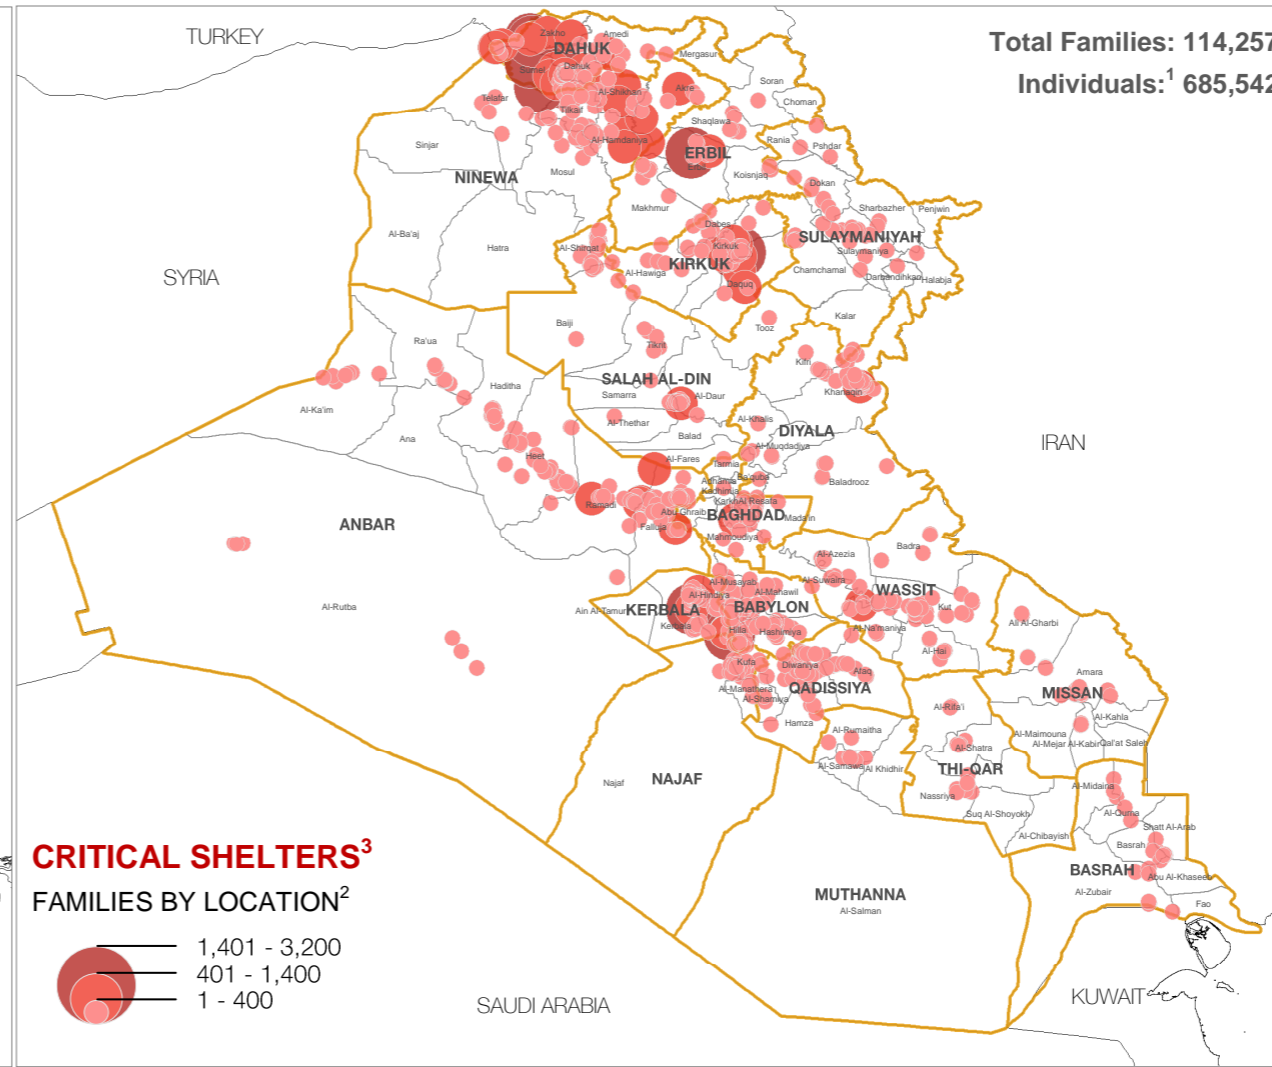 TURKEY
Total Families: 114,257
Individuals:1 685,542
Zakho
Amedi
DAHUK
Mergasur
Sumel
Dahuk
Soran
Akre
Al-Shikhan
Choman
Telafar
Tilkaif
Shaqlawa
Rania
Pshdar
Sinjar
Al-Hamdaniya
ERBIL
Erbil
Mosul
NINEWA
Koisnjaq
Dokan
Makhmur
Sharbazher
Penjwin
Dabes
Al-Ba'aj
Hatra
Al-Shirqat
Kirkuk
SULAYMANIYAH
Sulaymaniya
KIRKUK
Al-Hawiga
Chamchamal
Darbandihkan
Halabja
SYRIA
Daquq
Kalar
Baiji
Tooz
Ra'ua
Tikrit
Kifri
SALAH AL-DIN
Khanaqin
Haditha
Samarra
Al-Daur
Al-Ka'im
Al-Thethar
Al-Khalis
DIYALA
Ana
Balad
Al-Muqdadiya
IRAN
Al-Fares
Tarmia
Heet
Ba'quba
Baladrooz
Adhamia
Kadhimia
Ramadi
Karkh
Al Resafa
Abu Ghraib
BAGHDAD
Mada'in
ANBAR
Falluja
Mahmoudiya
Badra
Al-Azezia
Al-Suwaira
Al-Musayab
WASSIT
Al-Hindiya
Al-Mahawil
Al-Rutba
Ain Al-Tamur
KERBALA
BABYLON
Kut
Kerbala
Hilla
Hashimiya
Al-Na'maniya
Ali Al-Gharbi
Al-Hai
Kufa
Diwaniya
Afaq
Amara
Al-Manathera
QADISSIYA
MISSAN
Al-Shamiya
Al-Rifa'i
Al-Kahla
Hamza
Al-Rumaitha
Al-Maimouna
Al-Mejar Al-Kabir
Qal'at Saleh
Al-Shatra
Al-Samawa
Al Khidhir
THI-QAR
Najaf
NAJAF
Al-Midaina
Nassriya
Al-Qurna
Suq Al-Shoyokh
Shatt Al-Arab
Al-Chibayish
Basrah
BASRAH
Abu Al-Khaseeb
Al-Zubair
Fao
MUTHANNA
Al-Salman
CRITICAL SHELTERS3
FAMILIES BY LOCATION2
1,401 - 3,200
401 - 1,400
1 - 400
SAUDI ARABIA
KUWAIT